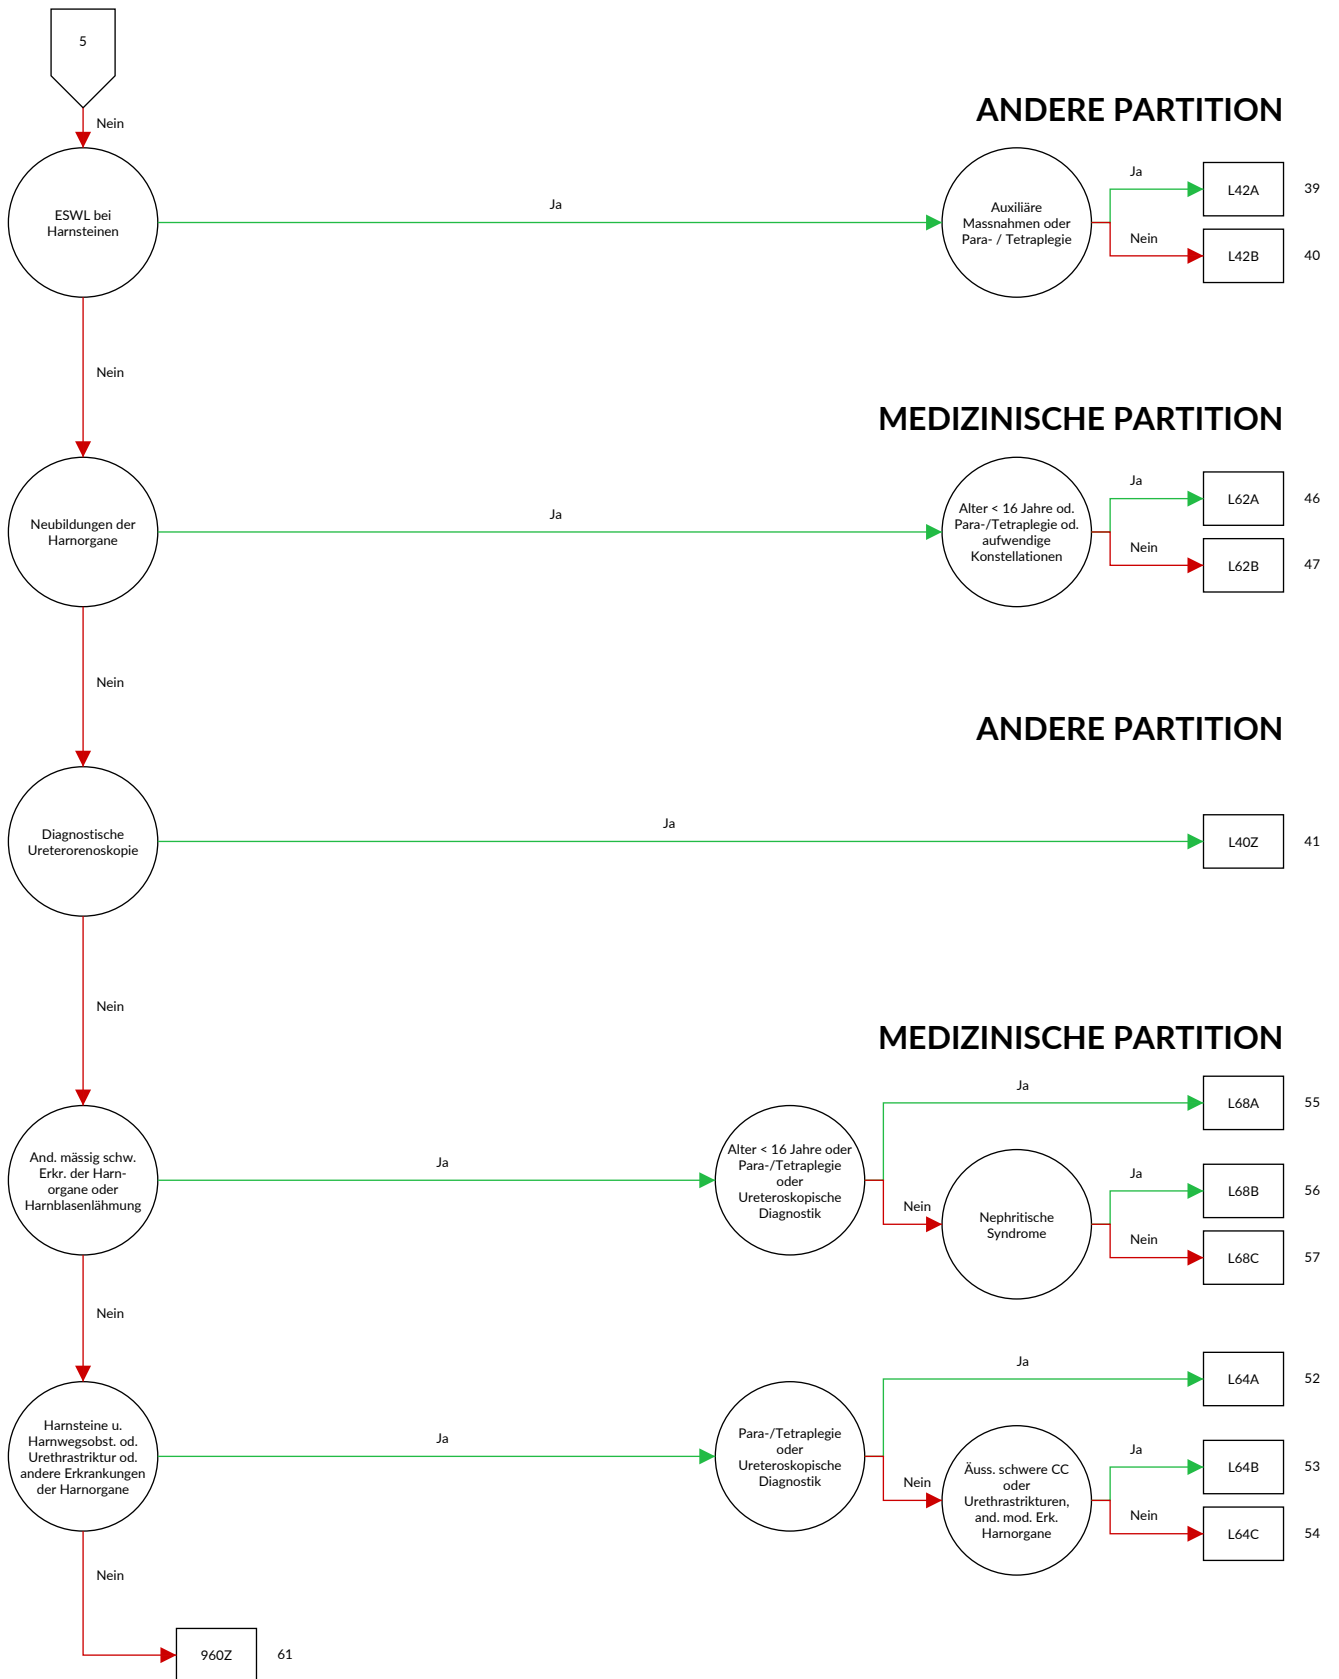 5
Nein
ANDERE PARTITION
ESWL bei
Harnsteinen
Ja
Auxiliäre
Massnahmen oder
Para- / Tetraplegie
Ja
L42A
39
Nein
L42B
40
Nein
MEDIZINISCHE PARTITION
Neubildungen der
Harnorgane
Ja
Alter < 16 Jahre od.
Para-/Tetraplegie od.
aufwendige
Konstellationen
Ja
L62A
46
Nein
L62B
47
Nein
ANDERE PARTITION
Diagnostische
Ureterorenoskopie
Ja
L40Z
41
Nein
MEDIZINISCHE PARTITION
And. mässig schw.
Erkr. der Harn-
organe oder
Harnblasenlähmung
Ja
Alter < 16 Jahre oder
Para-/Tetraplegie
oder
Ureteroskopische
Diagnostik
Ja
L68A
55
Nein
Nephritische
Syndrome
Ja
L68B
56
Nein
L68C
57
Nein
Harnsteine u.
Harnwegsobst. od.
Urethrastriktur od.
andere Erkrankungen
der Harnorgane
Ja
Para-/Tetraplegie
oder
Ureteroskopische
Diagnostik
Ja
L64A
52
Nein
Äuss. schwere CC
oder
Urethrastrikturen,
and. mod. Erk.
Harnorgane
Ja
L64B
53
Nein
L64C
54
Nein
960Z
61